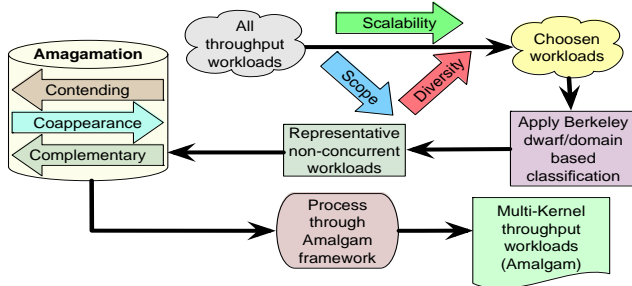 All
throughput
workloads
Scalability
Scope
Diversity
Choosen
workloads
Apply Berkeley
dwarf/domain
based
classification
Representative
non-concurrent
workloads
Amagamation
Contending
Coappearance
Complementary
Process
through
Amalgam
framework
Multi-Kernel
throughput
workloads
(Amalgam)